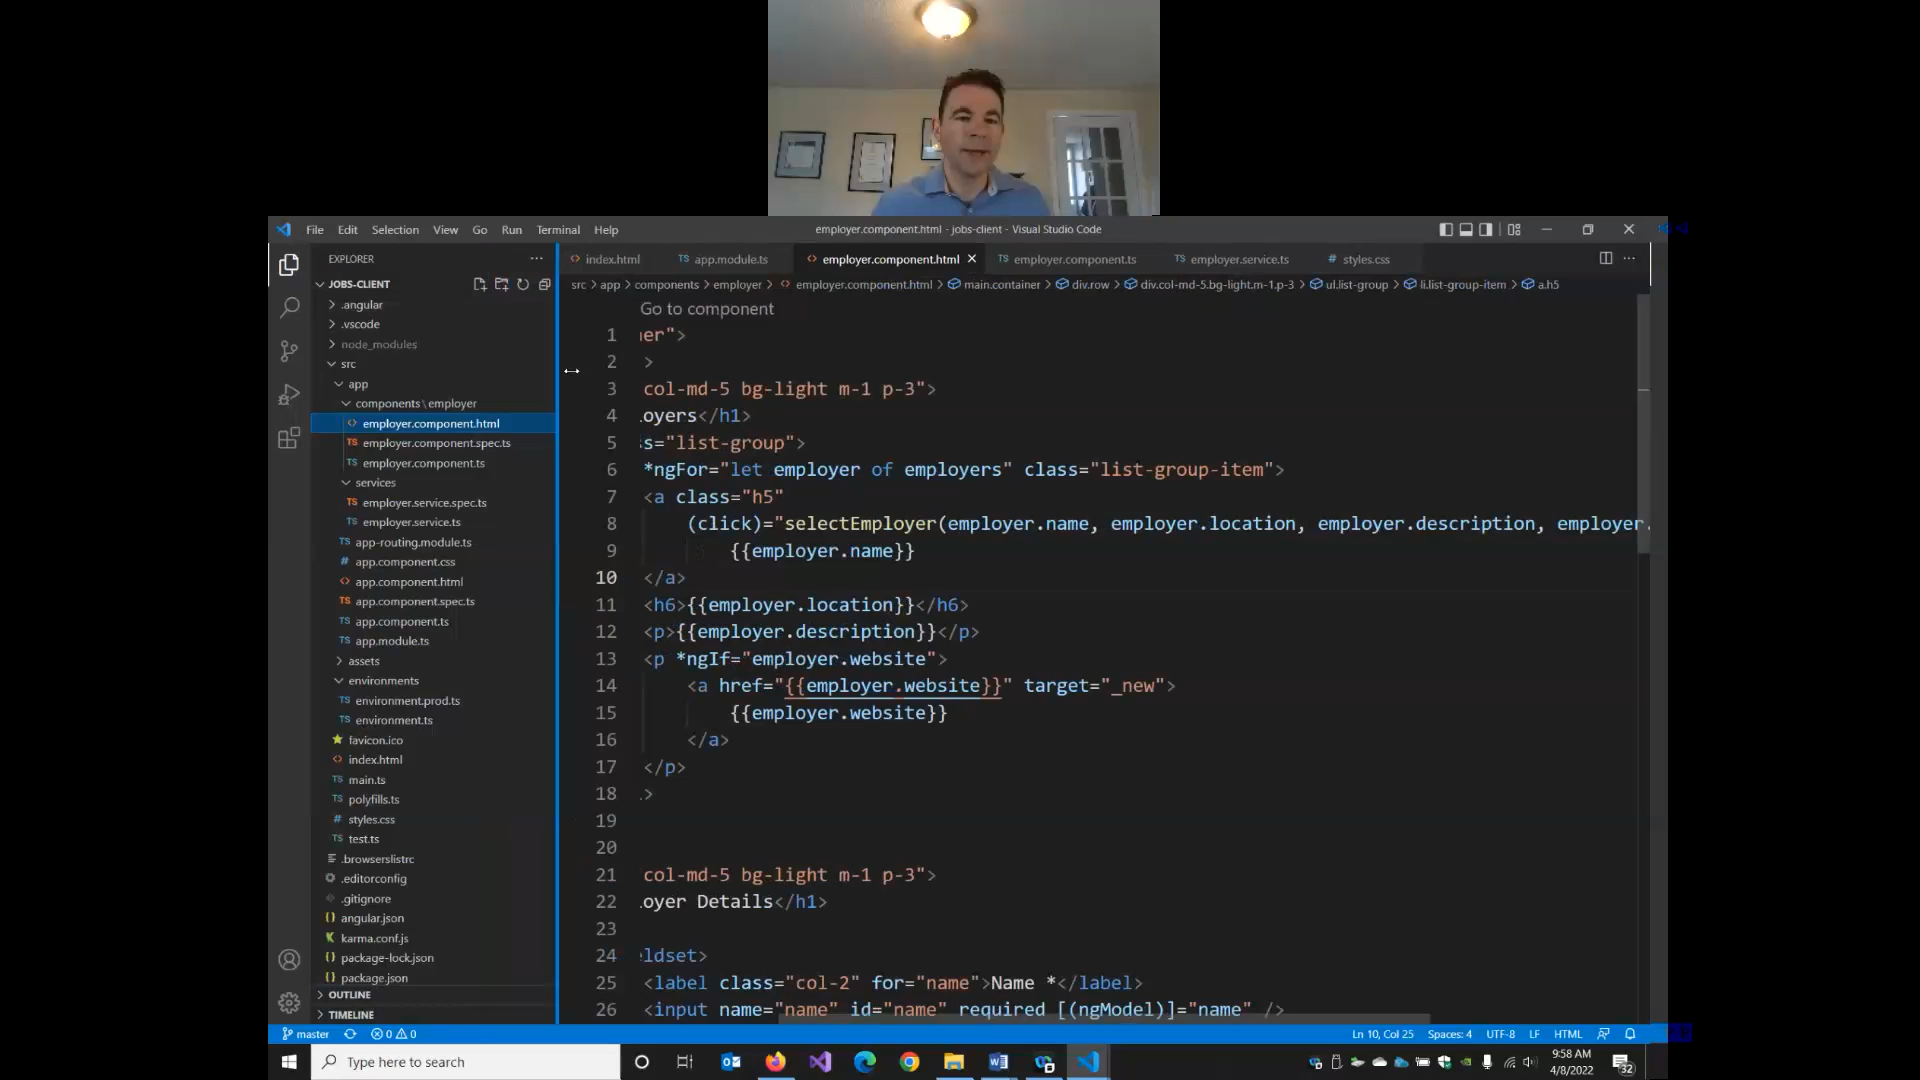 File Edit Selection View Go Run Terminal Help employer.component.html - jobs-client - Visual Studio Code
EXPLORER
index.html app.module.ts employer.component.html employer.component.ts employer.service.ts styles.css
JOBS-CLIENT
src > app > components > employer > employer.component.html > main.container > div.row > div.col-md-5.bg-light.m-1.p-3 > ul.list-group > li.list-group-item > a.h5
.angular
.vscode
node_modules
src
app
components\employer
employer.component.html
employer.component.spec.ts
employer.component.ts
services
employer.service.spec.ts
employer.service.ts
app-routing.module.ts
app.component.css
app.component.html
app.component.spec.ts
app.component.ts
app.module.ts
assets
environments
environment.prod.ts
environment.ts
favicon.ico
index.html
main.ts
polyfills.ts
styles.css
test.ts
.browserslistrc
.editorconfig
.gitignore
angular.json
karma.conf.js
package-lock.json
package.json
OUTLINE
TIMELINE
Go to component
1 er">
2 >
3 col-md-5 bg-light m-1 p-3">
4 oyers</h1>
5 s="list-group">
6 *ngFor="let employer of employers" class="list-group-item">
7 <a class="h5"
8 (click)="selectEmployer(employer.name, employer.location, employer.description, employer.
9 {{employer.name}}
10 </a>
11 <h6>{{employer.location}}</h6>
12 <p>{{employer.description}}</p>
13 <p *ngIf="employer.website">
14 <a href="{{employer.website}}" target="_new">
15 {{employer.website}}
16 </a>
17 </p>
18 >
19
20
21 col-md-5 bg-light m-1 p-3">
22 oyer Details</h1>
23
24 eldset>
25 <label class="col-2" for="name">Name *</label>
26 <input name="name" id="name" required [(ngModel)]="name" />
master 0 0 Ln 10, Col 25 Spaces: 4 UTF-8 LF HTML
Type here to search
9:58 AM
4/8/2022
32